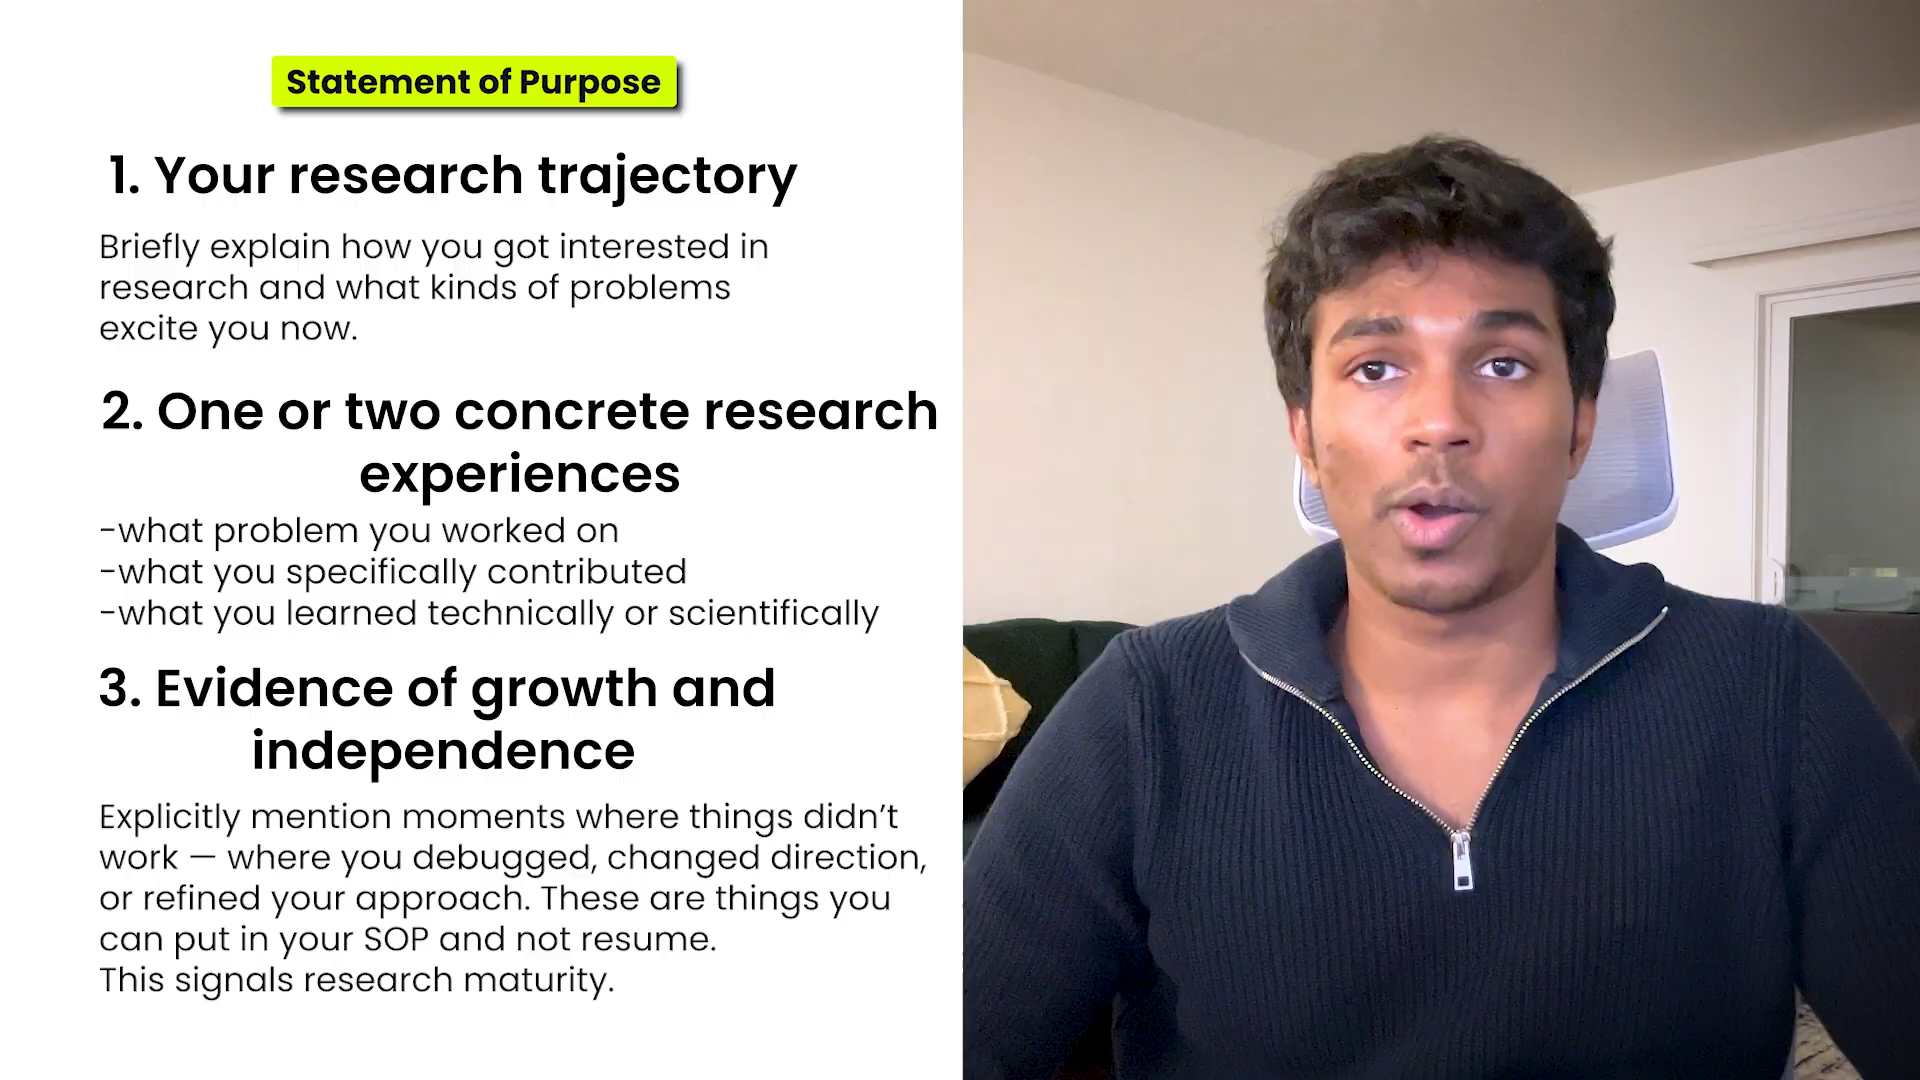 Statement of Purpose
1. Your research trajectory
Briefly explain how you got interested in
research and what kinds of problems
excite you now.
2. One or two concrete research
experiences
-what problem you worked on
-what you specifically contributed
-what you learned technically or scientifically
3. Evidence of growth and
independence
Explicitly mention moments where things didn’t
work — where you debugged, changed direction,
or refined your approach. These are things you
can put in your SOP and not resume.
This signals research maturity.